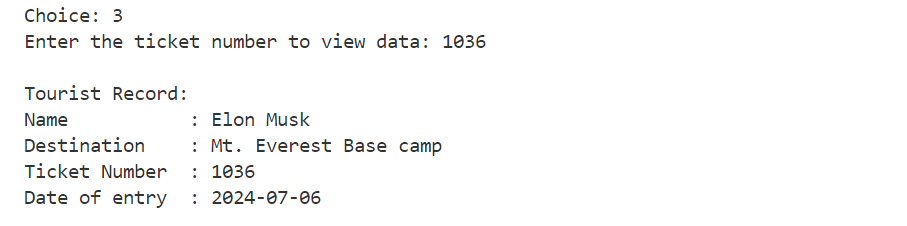 Choice: 3
Enter the ticket number to view data: 1036
Tourist Record:
Name : Elon Musk
Destination : Mt. Everest Base camp
Ticket Number : 1036
Date of entry : 2024-07-06